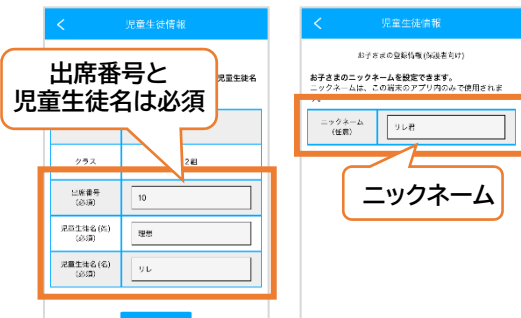 児童生徒情報
出席番号と
児童生徒名は必須
児童生徒名
クラス
2組
出席番号
(必須)
10
児童生徒名(姓)
(必須)
理想
児童生徒名(名)
(必須)
リレ
児童生徒情報
お子さまの登録情報(保護者向け)
お子さまのニックネームを設定できます。
ニックネームは、この端末のアプリ内のみで使用されま
ニックネーム
(任意)
リレ君
ニックネーム